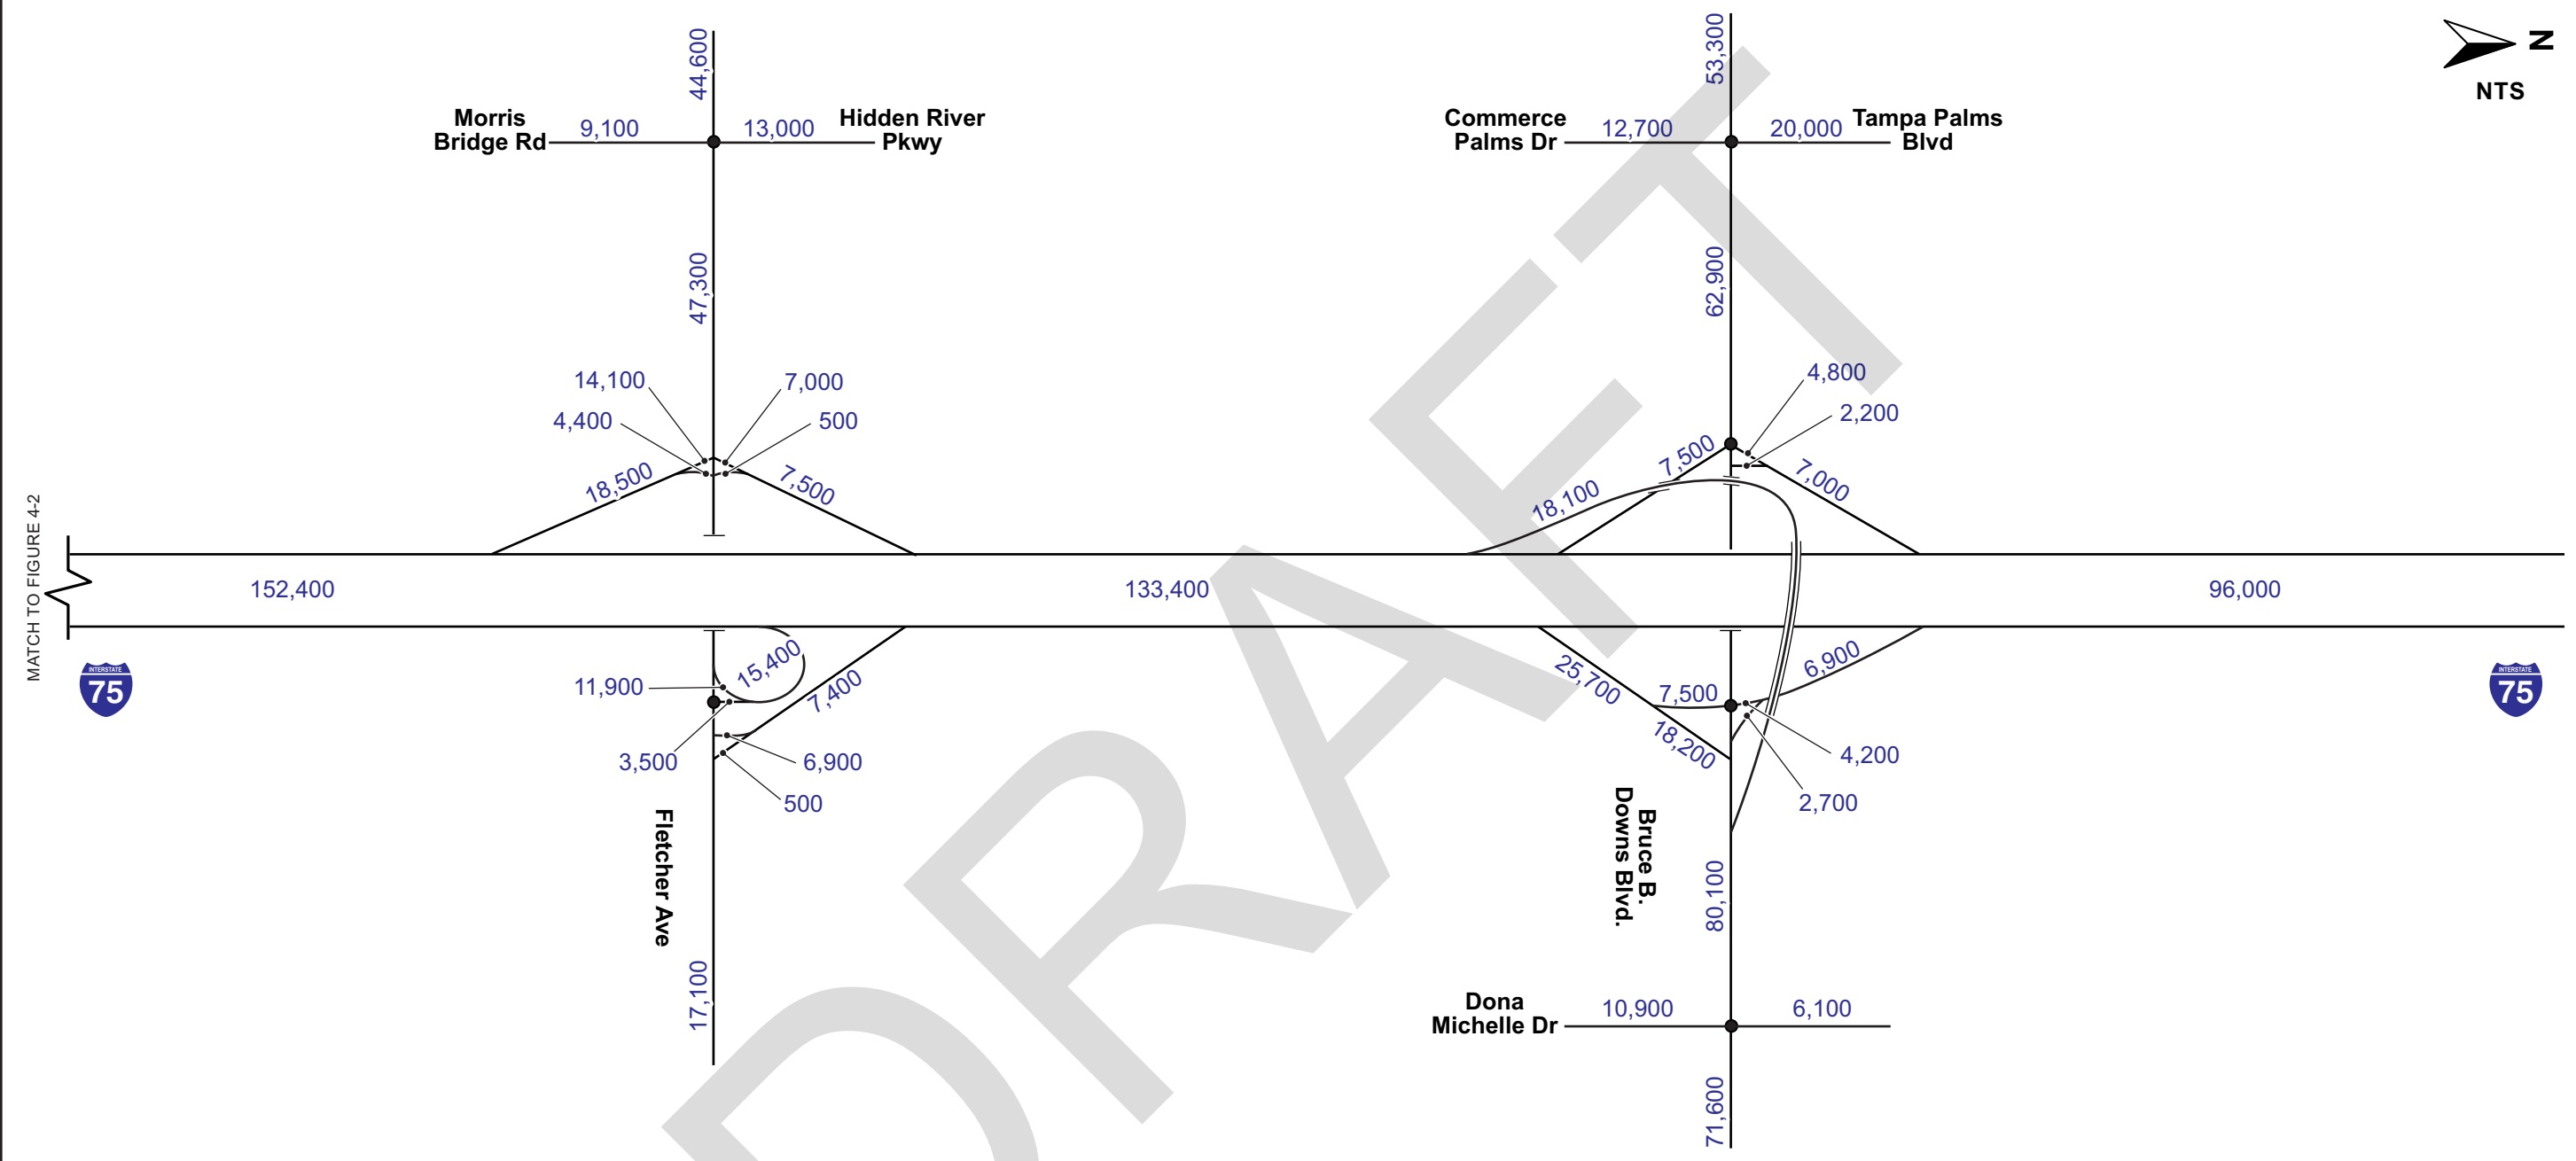 44,600
53,300
N
NTS
Morris
Bridge Rd
9,100
13,000
Hidden River
Pkwy
Commerce
Palms Dr
12,700
20,000
Tampa Palms
Blvd
47,300
62,900
14,100
7,000
4,400
500
18,500
7,500
4,800
2,200
7,500
7,000
18,100
MATCH TO FIGURE 4-2
152,400
133,400
96,000
INTERSTATE
75
INTERSTATE
75
15,400
11,900
7,400
3,500
6,900
500
25,700
7,500
6,900
18,200
4,200
2,700
Fletcher Ave
17,100
Bruce B.
Downs Blvd.
80,100
Dona
Michelle Dr
10,900
6,100
71,600
DRAFT